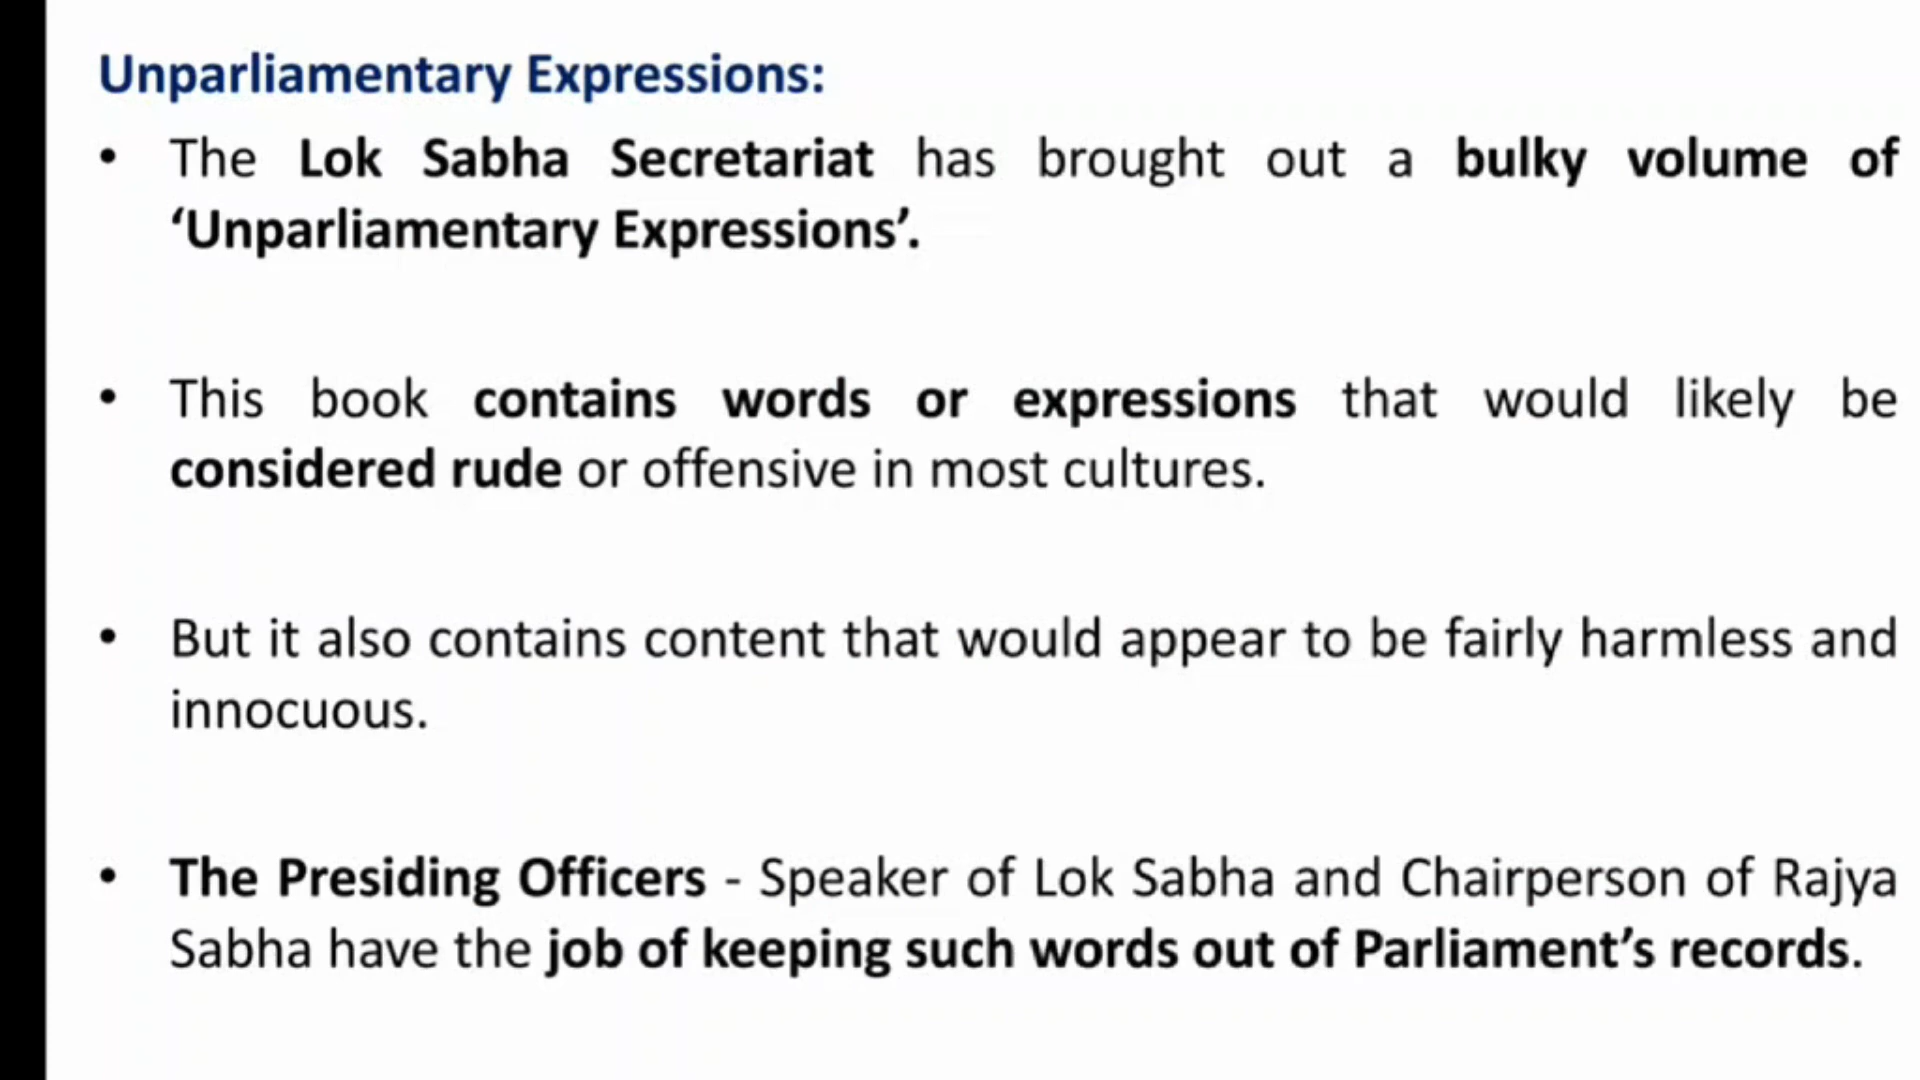 Unparliamentary Expressions:
• The Lok Sabha Secretariat has brought out a bulky volume of
‘Unparliamentary Expressions’.
• This book contains words or expressions that would likely be
considered rude or offensive in most cultures.
• But it also contains content that would appear to be fairly harmless and
innocuous.
• The Presiding Officers - Speaker of Lok Sabha and Chairperson of Rajya
Sabha have the job of keeping such words out of Parliament’s records.